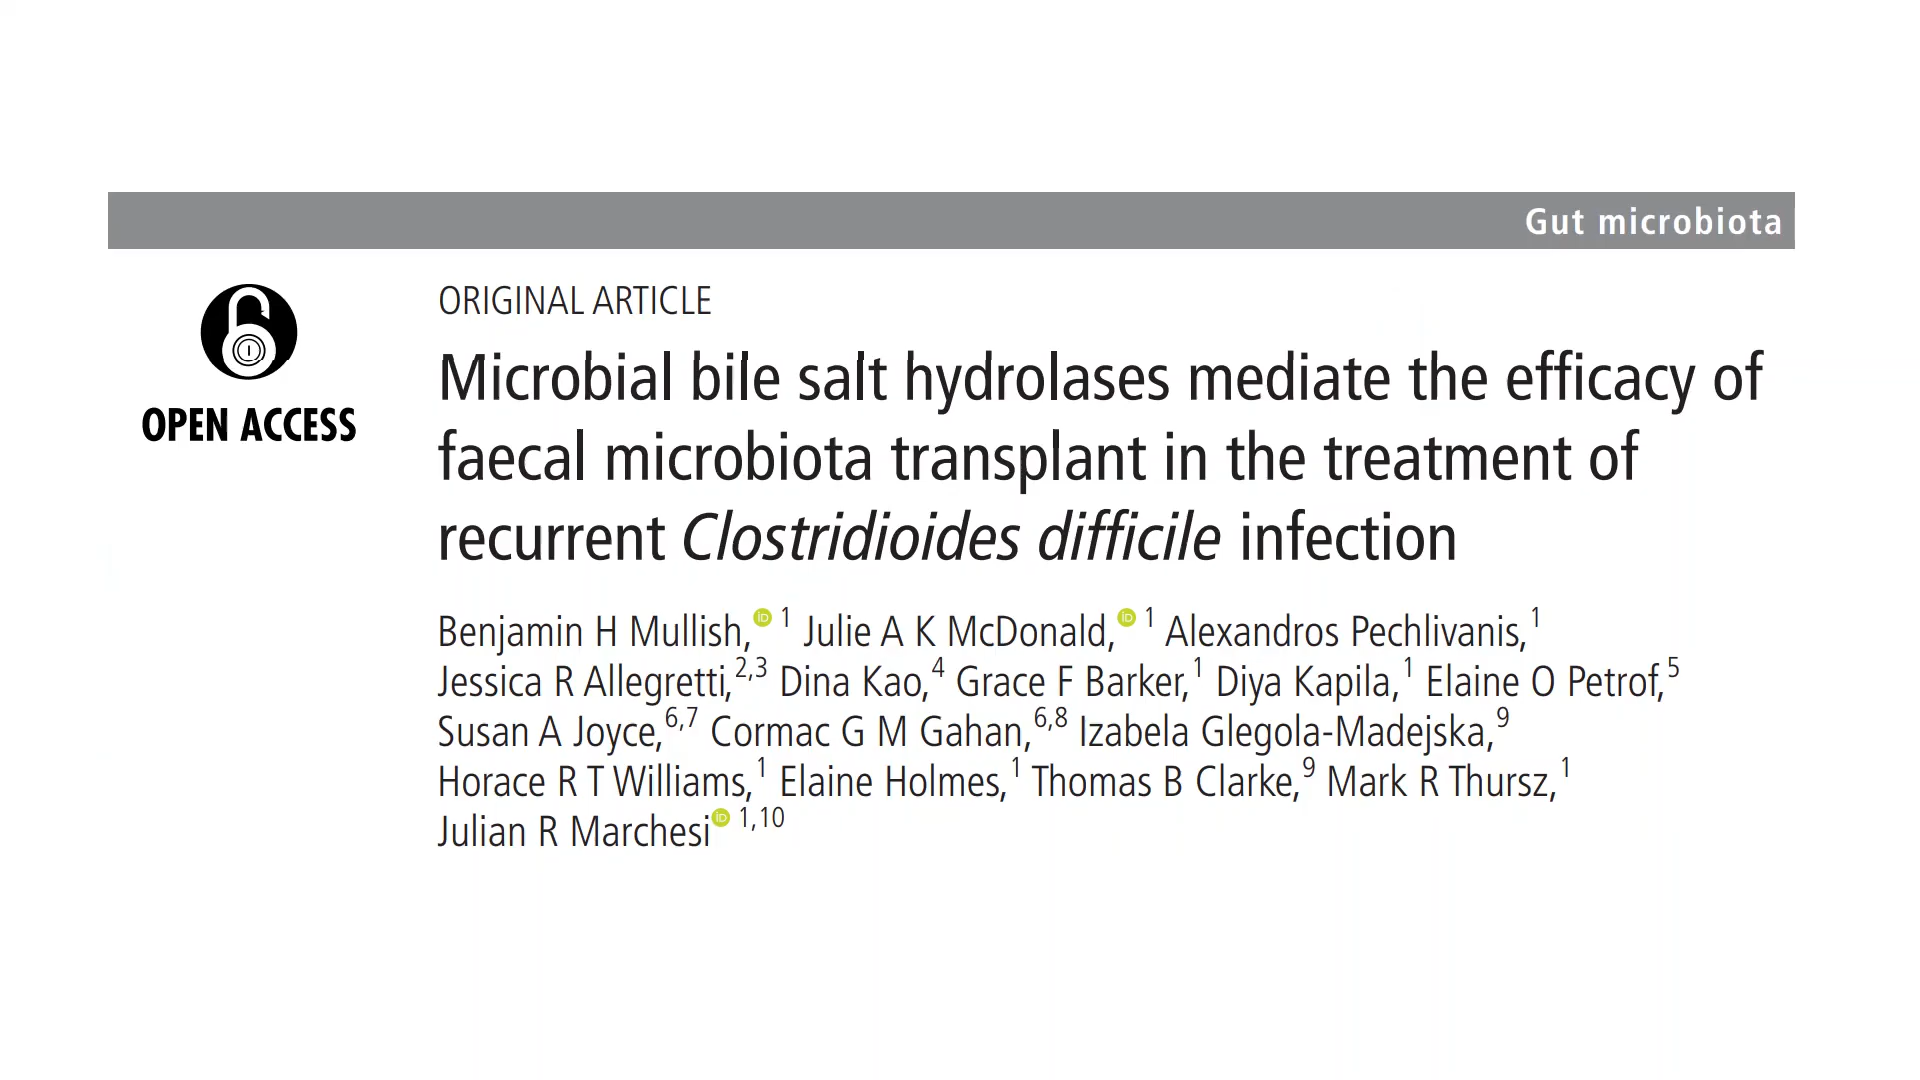 Gut microbiota
OPEN ACCESS
ORIGINAL ARTICLE
Microbial bile salt hydrolases mediate the efficacy of
faecal microbiota transplant in the treatment of
recurrent Clostridioides difficile infection
Benjamin H Mullish, iD 1 Julie A K McDonald, iD 1 Alexandros Pechlivanis,1
Jessica R Allegretti,2,3 Dina Kao,4 Grace F Barker,1 Diya Kapila,1 Elaine O Petrof,5
Susan A Joyce,6,7 Cormac G M Gahan,6,8 Izabela Glegola-Madejska,9
Horace R T Williams,1 Elaine Holmes,1 Thomas B Clarke,9 Mark R Thursz,1
Julian R Marchesi iD 1,10